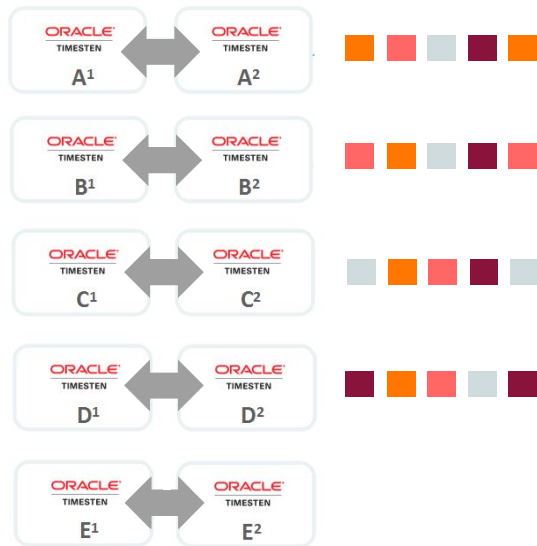 ORACLE' ORACLE'
TIMESTEN TIMESTEN
A1 A2
ORACLE' ORACLE'
TIMESTEN TIMESTEN
B1 B2
ORACLE' ORACLE'
TIMESTEN TIMESTEN
C1 C2
ORACLE' ORACLE'
TIMESTEN TIMESTEN
D1 D2
ORACLE' ORACLE'
TIMESTEN TIMESTEN
E1 E2